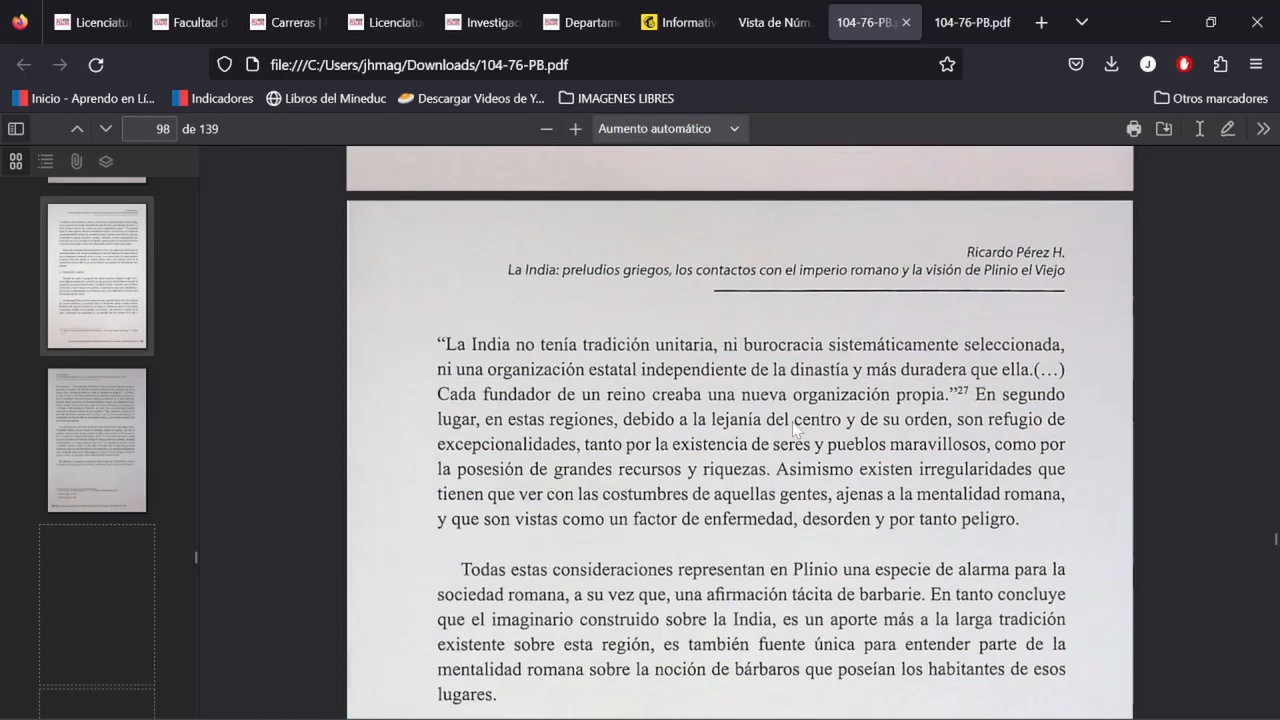 Licenciatu
Facultad d
Carreras | 
Licenciatu
Investigac
Departam
Informativ
Vista de Núm
104-76-PB.
104-76-PB.pdf
file:///C:/Users/jhmag/Downloads/104-76-PB.pdf
J
Inicio - Aprendo en Lí...
Indicadores
Libros del Mineduc
Descargar Videos de Y...
IMAGENES LIBRES
Otros marcadores
98 de 139
Aumento automático
Ricardo Pérez H.
La India: preludios griegos, los contactos con el imperio romano y la visión de Plinio el Viejo
“La India no tenía tradición unitaria, ni burocracia sistemáticamente seleccionada,
ni una organización estatal independiente de la dinastía y más duradera que ella.(…)
Cada fundador de un reino creaba una nueva organización propia.”27 En segundo
lugar, en estas regiones, debido a la lejanía del centro y de su orden, son refugio de
excepcionalidades, tanto por la existencia de seres y pueblos maravillosos, como por
la posesión de grandes recursos y riquezas. Asimismo existen irregularidades que
tienen que ver con las costumbres de aquellas gentes, ajenas a la mentalidad romana,
y que son vistas como un factor de enfermedad, desorden y por tanto peligro.
Todas estas consideraciones representan en Plinio una especie de alarma para la
sociedad romana, a su vez que, una afirmación tácita de barbarie. En tanto concluye
que el imaginario construido sobre la India, es un aporte más a la larga tradición
existente sobre esta región, es también fuente única para entender parte de la
mentalidad romana sobre la noción de bárbaros que poseían los habitantes de esos
lugares.